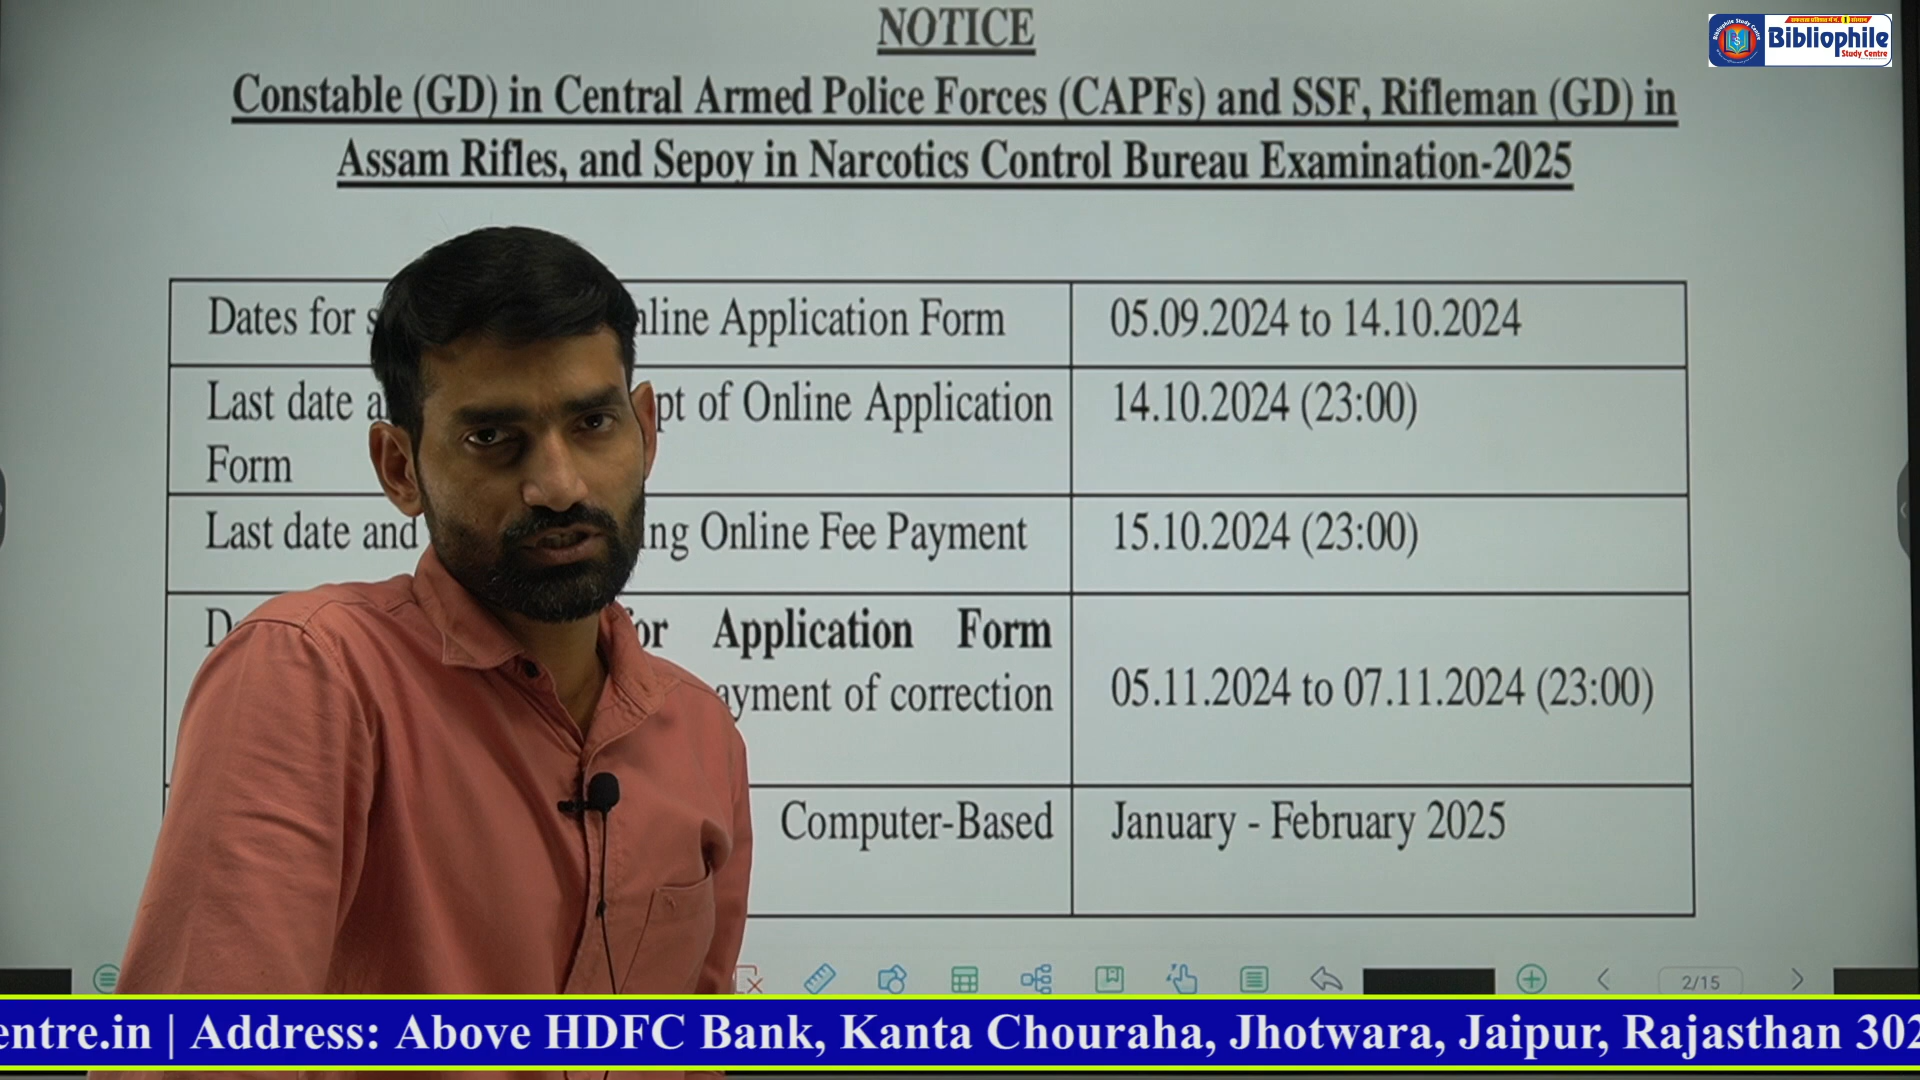 NOTICE
Constable (GD) in Central Armed Police Forces (CAPFs) and SSF, Rifleman (GD) in
Assam Rifles, and Sepoy in Narcotics Control Bureau Examination-2025
Dates for nline Application Form 05.09.2024 to 14.10.2024
Last date pt of Online Application 14.10.2024 (23:00)
Form
Last date and ing Online Fee Payment 15.10.2024 (23:00)
or Application Form
ayment of correction 05.11.2024 to 07.11.2024 (23:00)
Computer-Based January - February 2025
2/15
Bibliophile
Study Centre
entre.in | Address: Above HDFC Bank, Kanta Chouraha, Jhotwara, Jaipur, Rajasthan 302